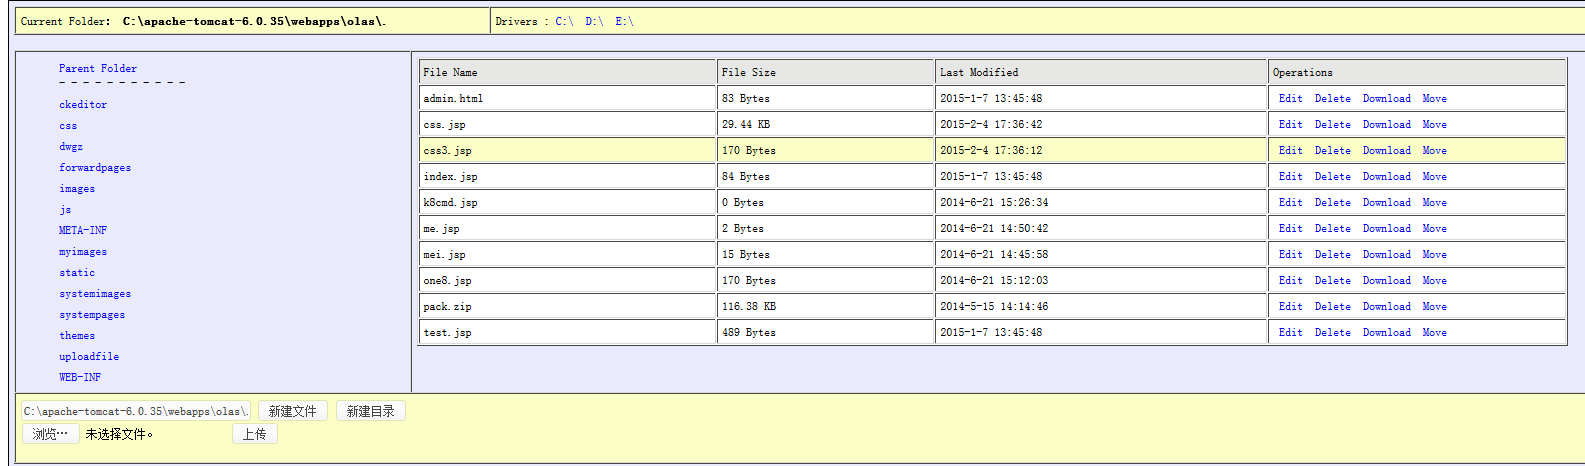 Current Folder: C:\apache-tomcat-6.0.35\webapps\olas\. Drivers : C:\ D:\ E:\
Parent Folder
- - - - - - - - - - -
ckeditor
css
dwgz
forwardpages
images
js
META-INF
myimages
static
systemimages
systempages
themes
uploadfile
WEB-INF
File Name File Size Last Modified Operations
admin.html 83 Bytes 2015-1-7 13:45:48 Edit Delete Download Move
css.jsp 29.44 KB 2015-2-4 17:36:42 Edit Delete Download Move
css3.jsp 170 Bytes 2015-2-4 17:36:12 Edit Delete Download Move
index.jsp 84 Bytes 2015-1-7 13:45:48 Edit Delete Download Move
k8cmd.jsp 0 Bytes 2014-6-21 15:26:34 Edit Delete Download Move
me.jsp 2 Bytes 2014-6-21 14:50:42 Edit Delete Download Move
mei.jsp 15 Bytes 2014-6-21 14:45:58 Edit Delete Download Move
one8.jsp 170 Bytes 2014-6-21 15:12:03 Edit Delete Download Move
pack.zip 116.38 KB 2014-5-15 14:14:46 Edit Delete Download Move
test.jsp 489 Bytes 2015-1-7 13:45:48 Edit Delete Download Move
C:\apache-tomcat-6.0.35\webapps\olas\. 新建文件 新建目录
浏览… 未选择文件。 上传